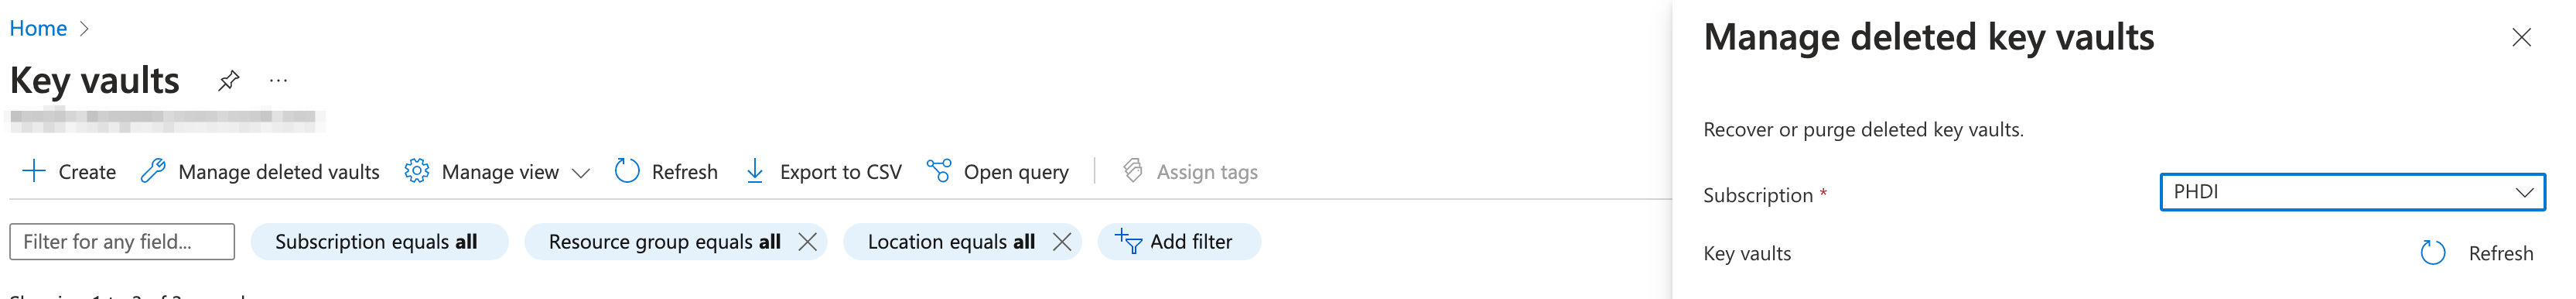 Home
Key vaults
Create Manage deleted vaults Manage view Refresh Export to CSV Open query Assign tags
Filter for any field... Subscription equals all Resource group equals all Location equals all Add filter
Manage deleted key vaults
Recover or purge deleted key vaults.
Subscription * PHDI
Key vaults Refresh